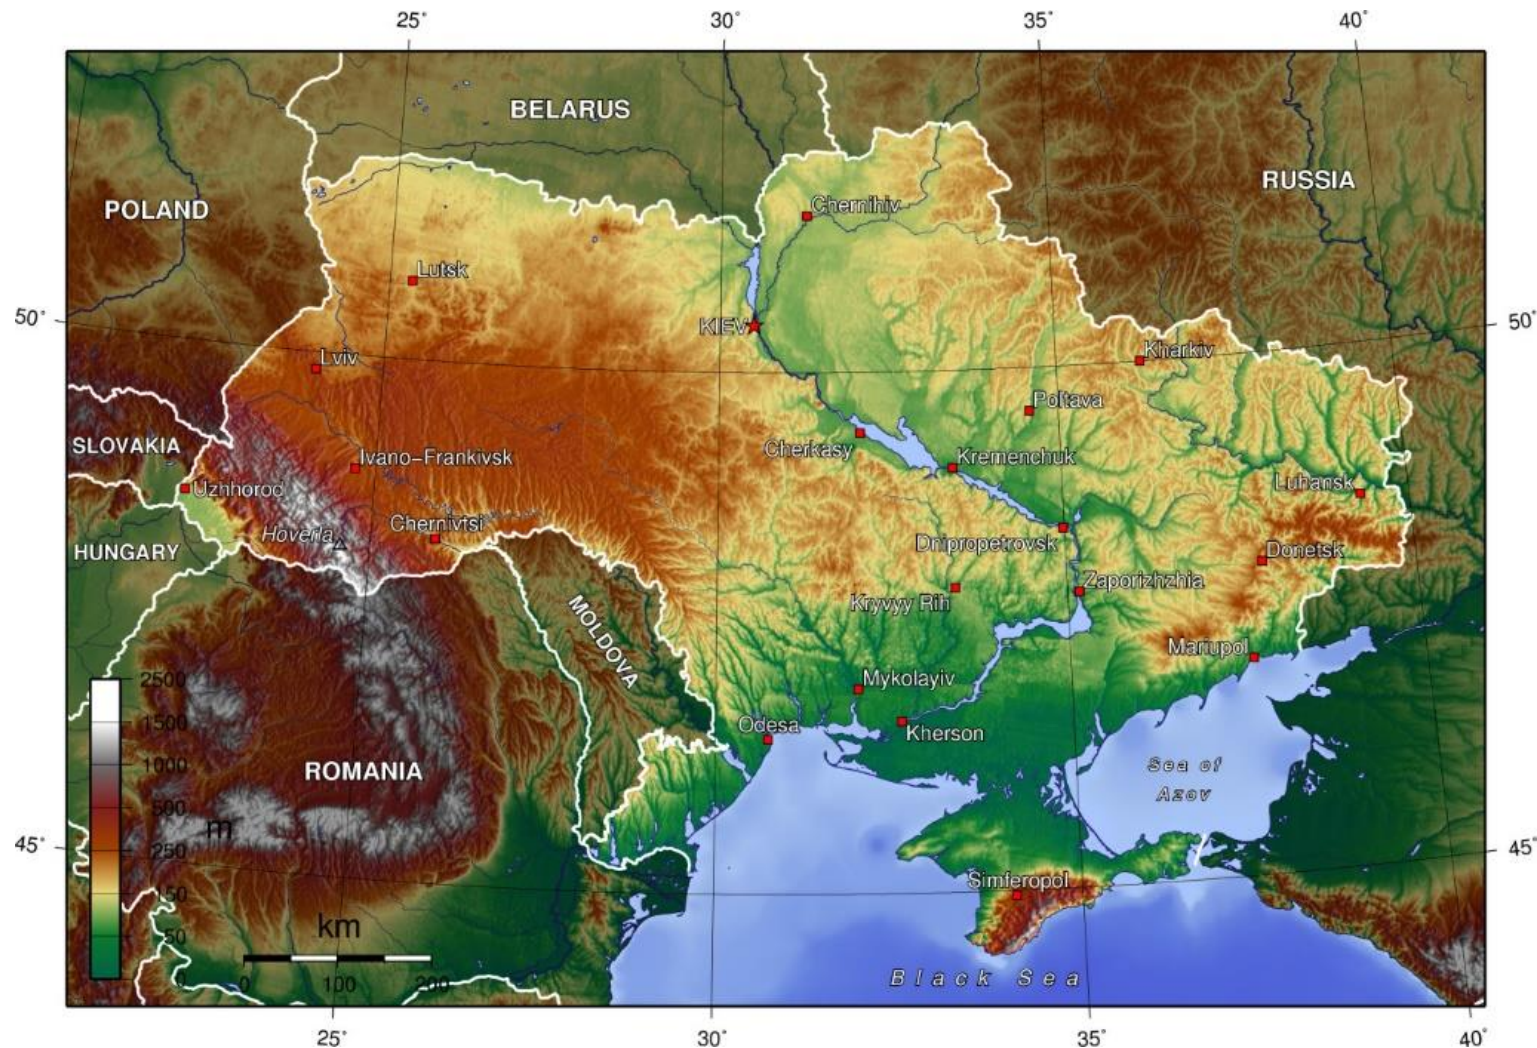 25°
30°
35°
40°
BELARUS
RUSSIA
POLAND
Chernihiv
Lutsk
50°
50°
KIEV
Lviv
Kharkiv
Poltava
SLOVAKIA
Cherkasy
Kremenchuk
Ivano-Frankivsk
Uzhhorod
Luhansk
Hoverla
Chernivtsi
HUNGARY
Dnipropetrovsk
Donetsk
Zaporizhzhia
Kryvyy Rih
MOLDOVA
Mariupol
Mykolayiv
2500
1500
1000
500
m
250
150
50
0
Odesa
Kherson
ROMANIA
Sea of
Azov
45°
45°
Simferopol
km
0 100 200
Black Sea
25°
30°
35°
40°